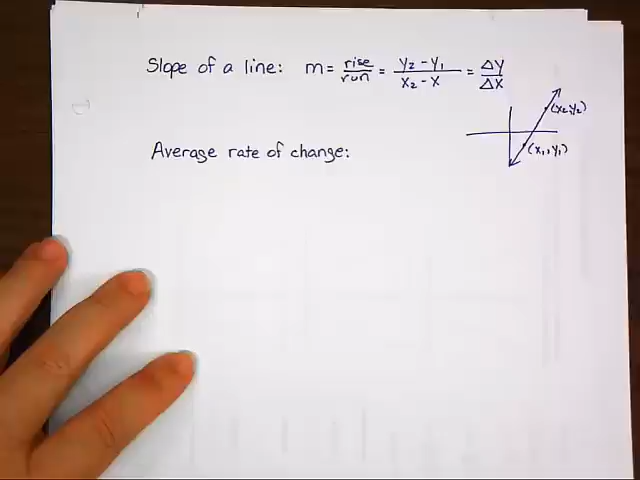 Slope of a line: m = rise/run = y₂ - y₁/x₂ - x = Δy/Δx
(x₂,y₂)
(x₁,y₁)
Average rate of change: